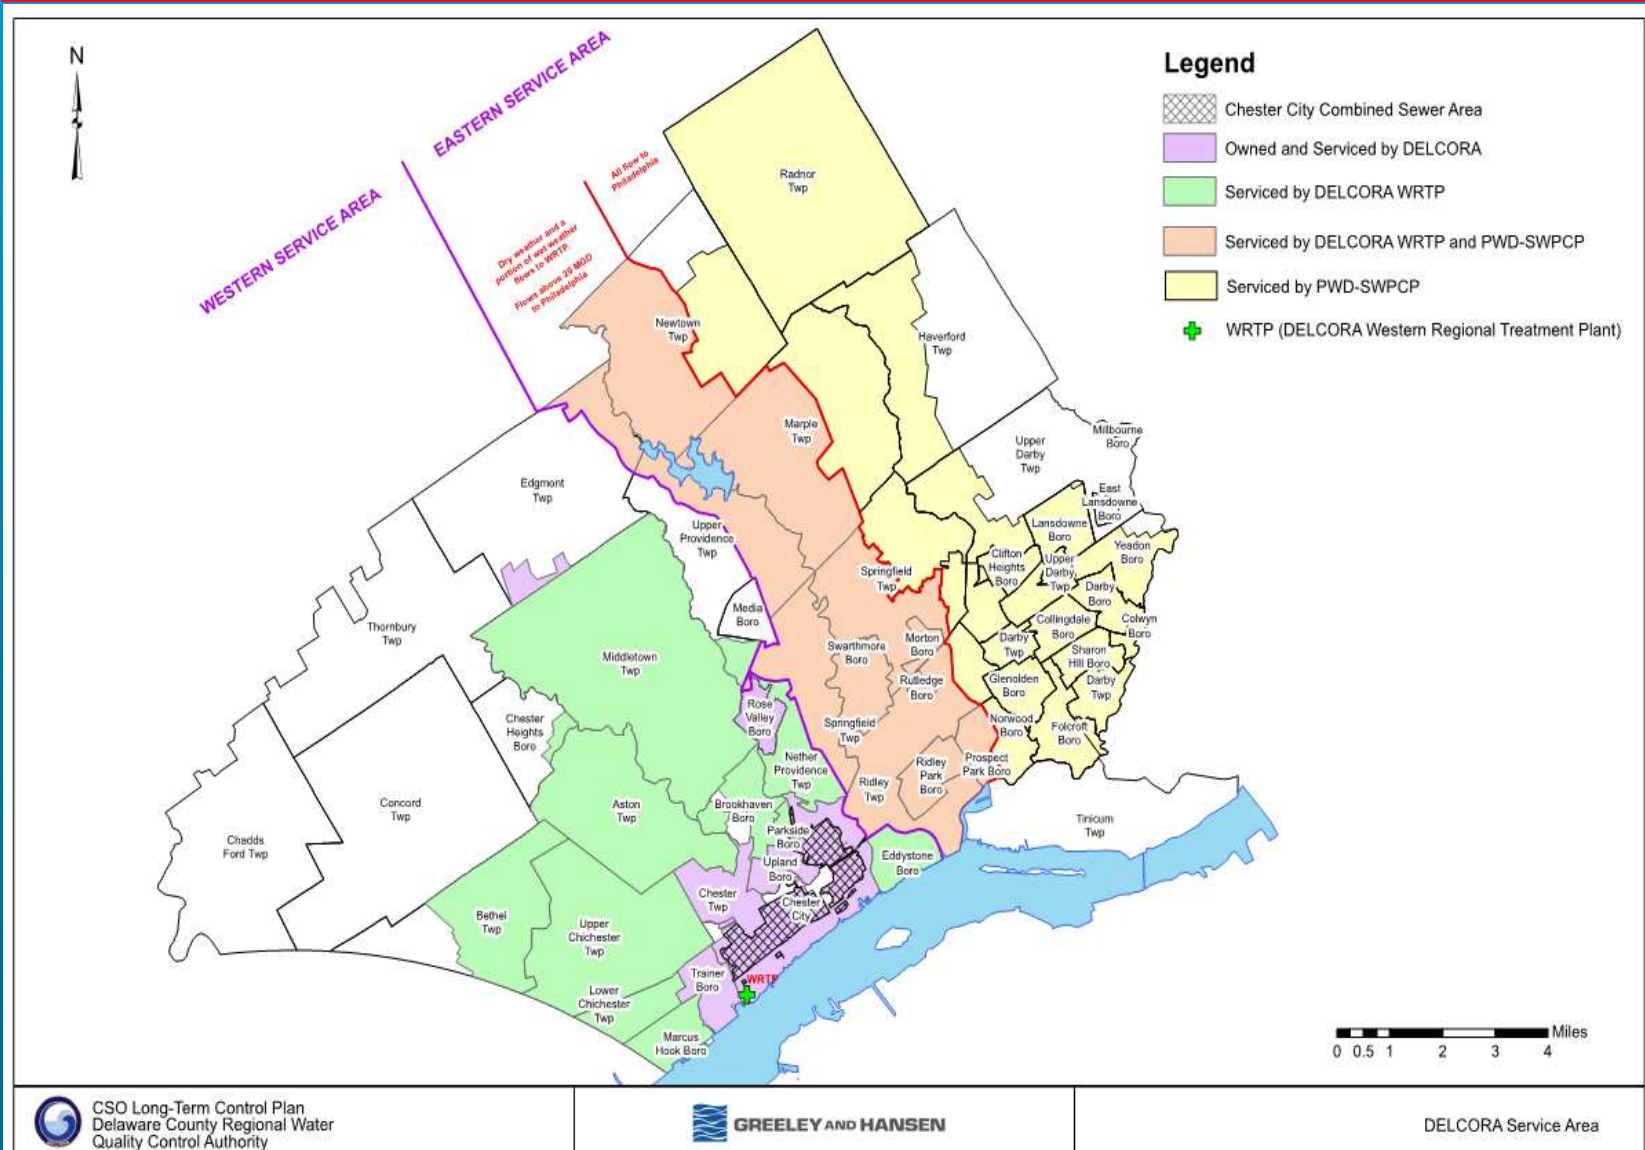 N
WESTERN SERVICE AREA
EASTERN SERVICE AREA
Dry weather and a
portion of wet weather
flows to WRTP.
Flows above 20 MGD
to Philadelphia
All flow to
Philadelphia
Legend
Chester City Combined Sewer Area
Owned and Serviced by DELCORA
Serviced by DELCORA WRTP
Serviced by DELCORA WRTP and PWD-SWPCP
Serviced by PWD-SWPCP
WRTP (DELCORA Western Regional Treatment Plant)
Radnor
Twp
Newtown
Twp
Haverford
Twp
Marple
Twp
Upper
Darby
Twp
Millbourne
Boro
East
Lansdowne
Boro
Edgmont
Twp
Upper
Providence
Twp
Lansdowne
Boro
Yeadon
Boro
Clifton
Heights
Boro
Upper
Darby
Twp
Springfield
Twp
Darby
Boro
Media
Boro
Collingdale
Boro
Colwyn
Boro
Thornbury
Twp
Middletown
Twp
Swarthmore
Boro
Morton
Boro
Darby
Twp
Sharon
Hill Boro
Rutledge
Boro
Glenolden
Boro
Darby
Twp
Chester
Heights
Boro
Rose
Valley
Boro
Springfield
Twp
Norwood
Boro
Folcroft
Boro
Nether
Providence
Twp
Ridley
Twp
Ridley
Park
Boro
Prospect
Park Boro
Concord
Twp
Aston
Twp
Brookhaven
Boro
Parkside
Boro
Tinicum
Twp
Chadds
Ford Twp
Upland
Boro
Eddystone
Boro
Chester
Twp
Chester
City
Bethel
Twp
Upper
Chichester
Twp
Trainer
Boro
WRTP
Lower
Chichester
Twp
Marcus
Hook Boro
Miles
0 0.5 1 2 3 4
CSO Long-Term Control Plan
Delaware County Regional Water
Quality Control Authority
GREELEY AND HANSEN
DELCORA Service Area